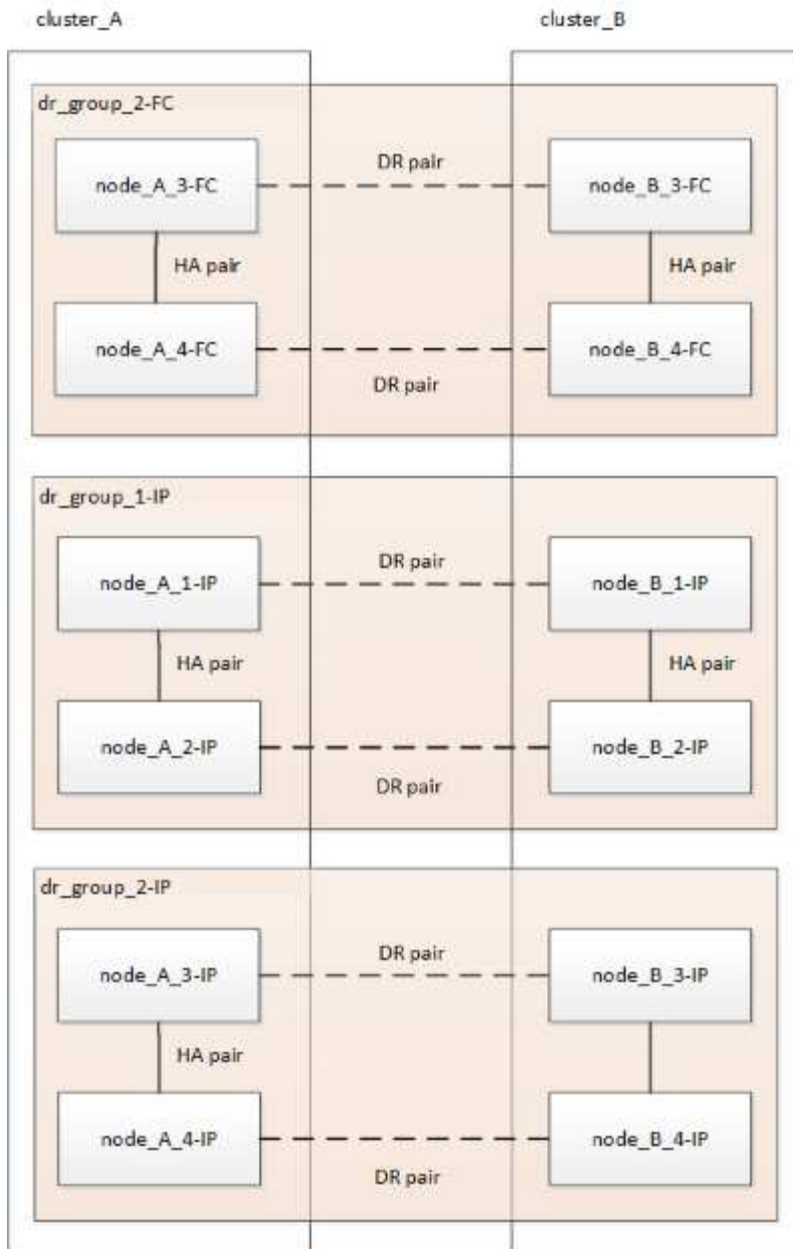 cluster_A
cluster_B
dr_group_2-FC
DR pair
node_A_3-FC
node_B_3-FC
HA pair
HA pair
node_A_4-FC
node_B_4-FC
DR pair
dr_group_1-IP
DR pair
node_A_1-IP
node_B_1-IP
HA pair
HA pair
node_A_2-IP
node_B_2-IP
DR pair
dr_group_2-IP
DR pair
node_A_3-IP
node_B_3-IP
HA pair
node_A_4-IP
node_B_4-IP
DR pair